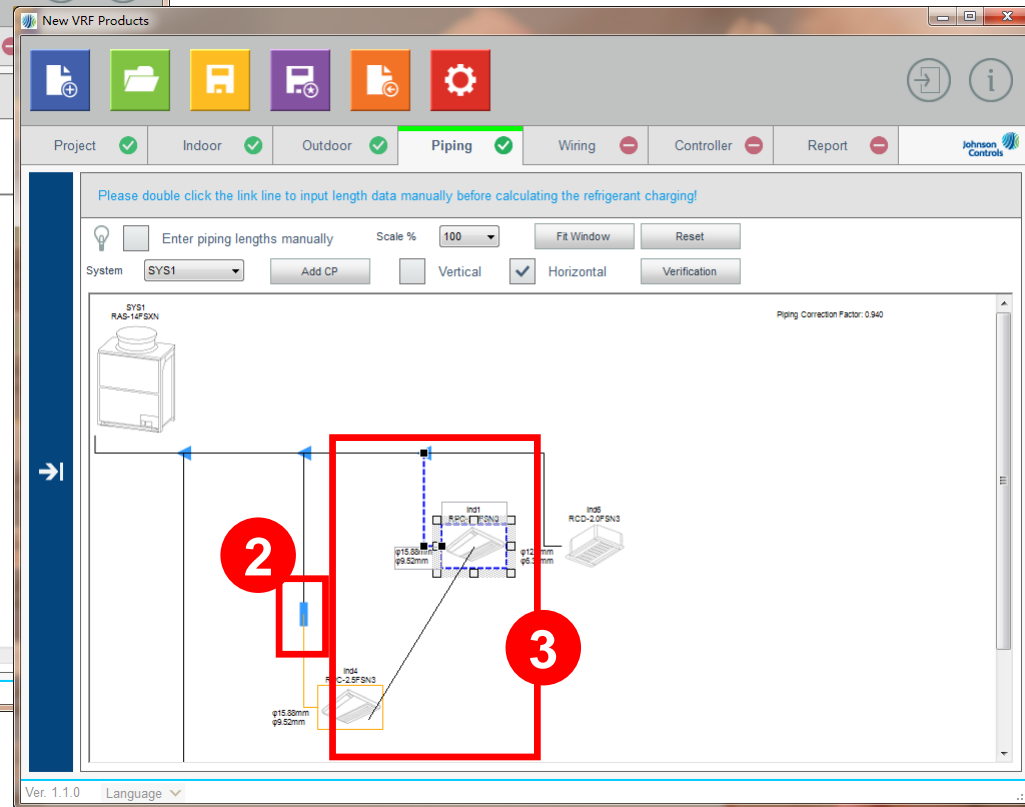 New VRF Products
Project Indoor Outdoor Piping Wiring Controller Report Johnson Controls
Please double click the link line to input length data manually before calculating the refrigerant charging!
Enter piping lengths manually Scale % 100 Fit Window Reset
System SYS1 Add CP Vertical Horizontal Verification
SYS1
RAS-14FSXN
Piping Correction Factor: 0.940
Ind1
Ind6
RCD-2.0FSN3
φ15.88mm
φ9.52mm
2
3
Ind4
φ15.88mm
φ9.52mm
Ver. 1.1.0 Language